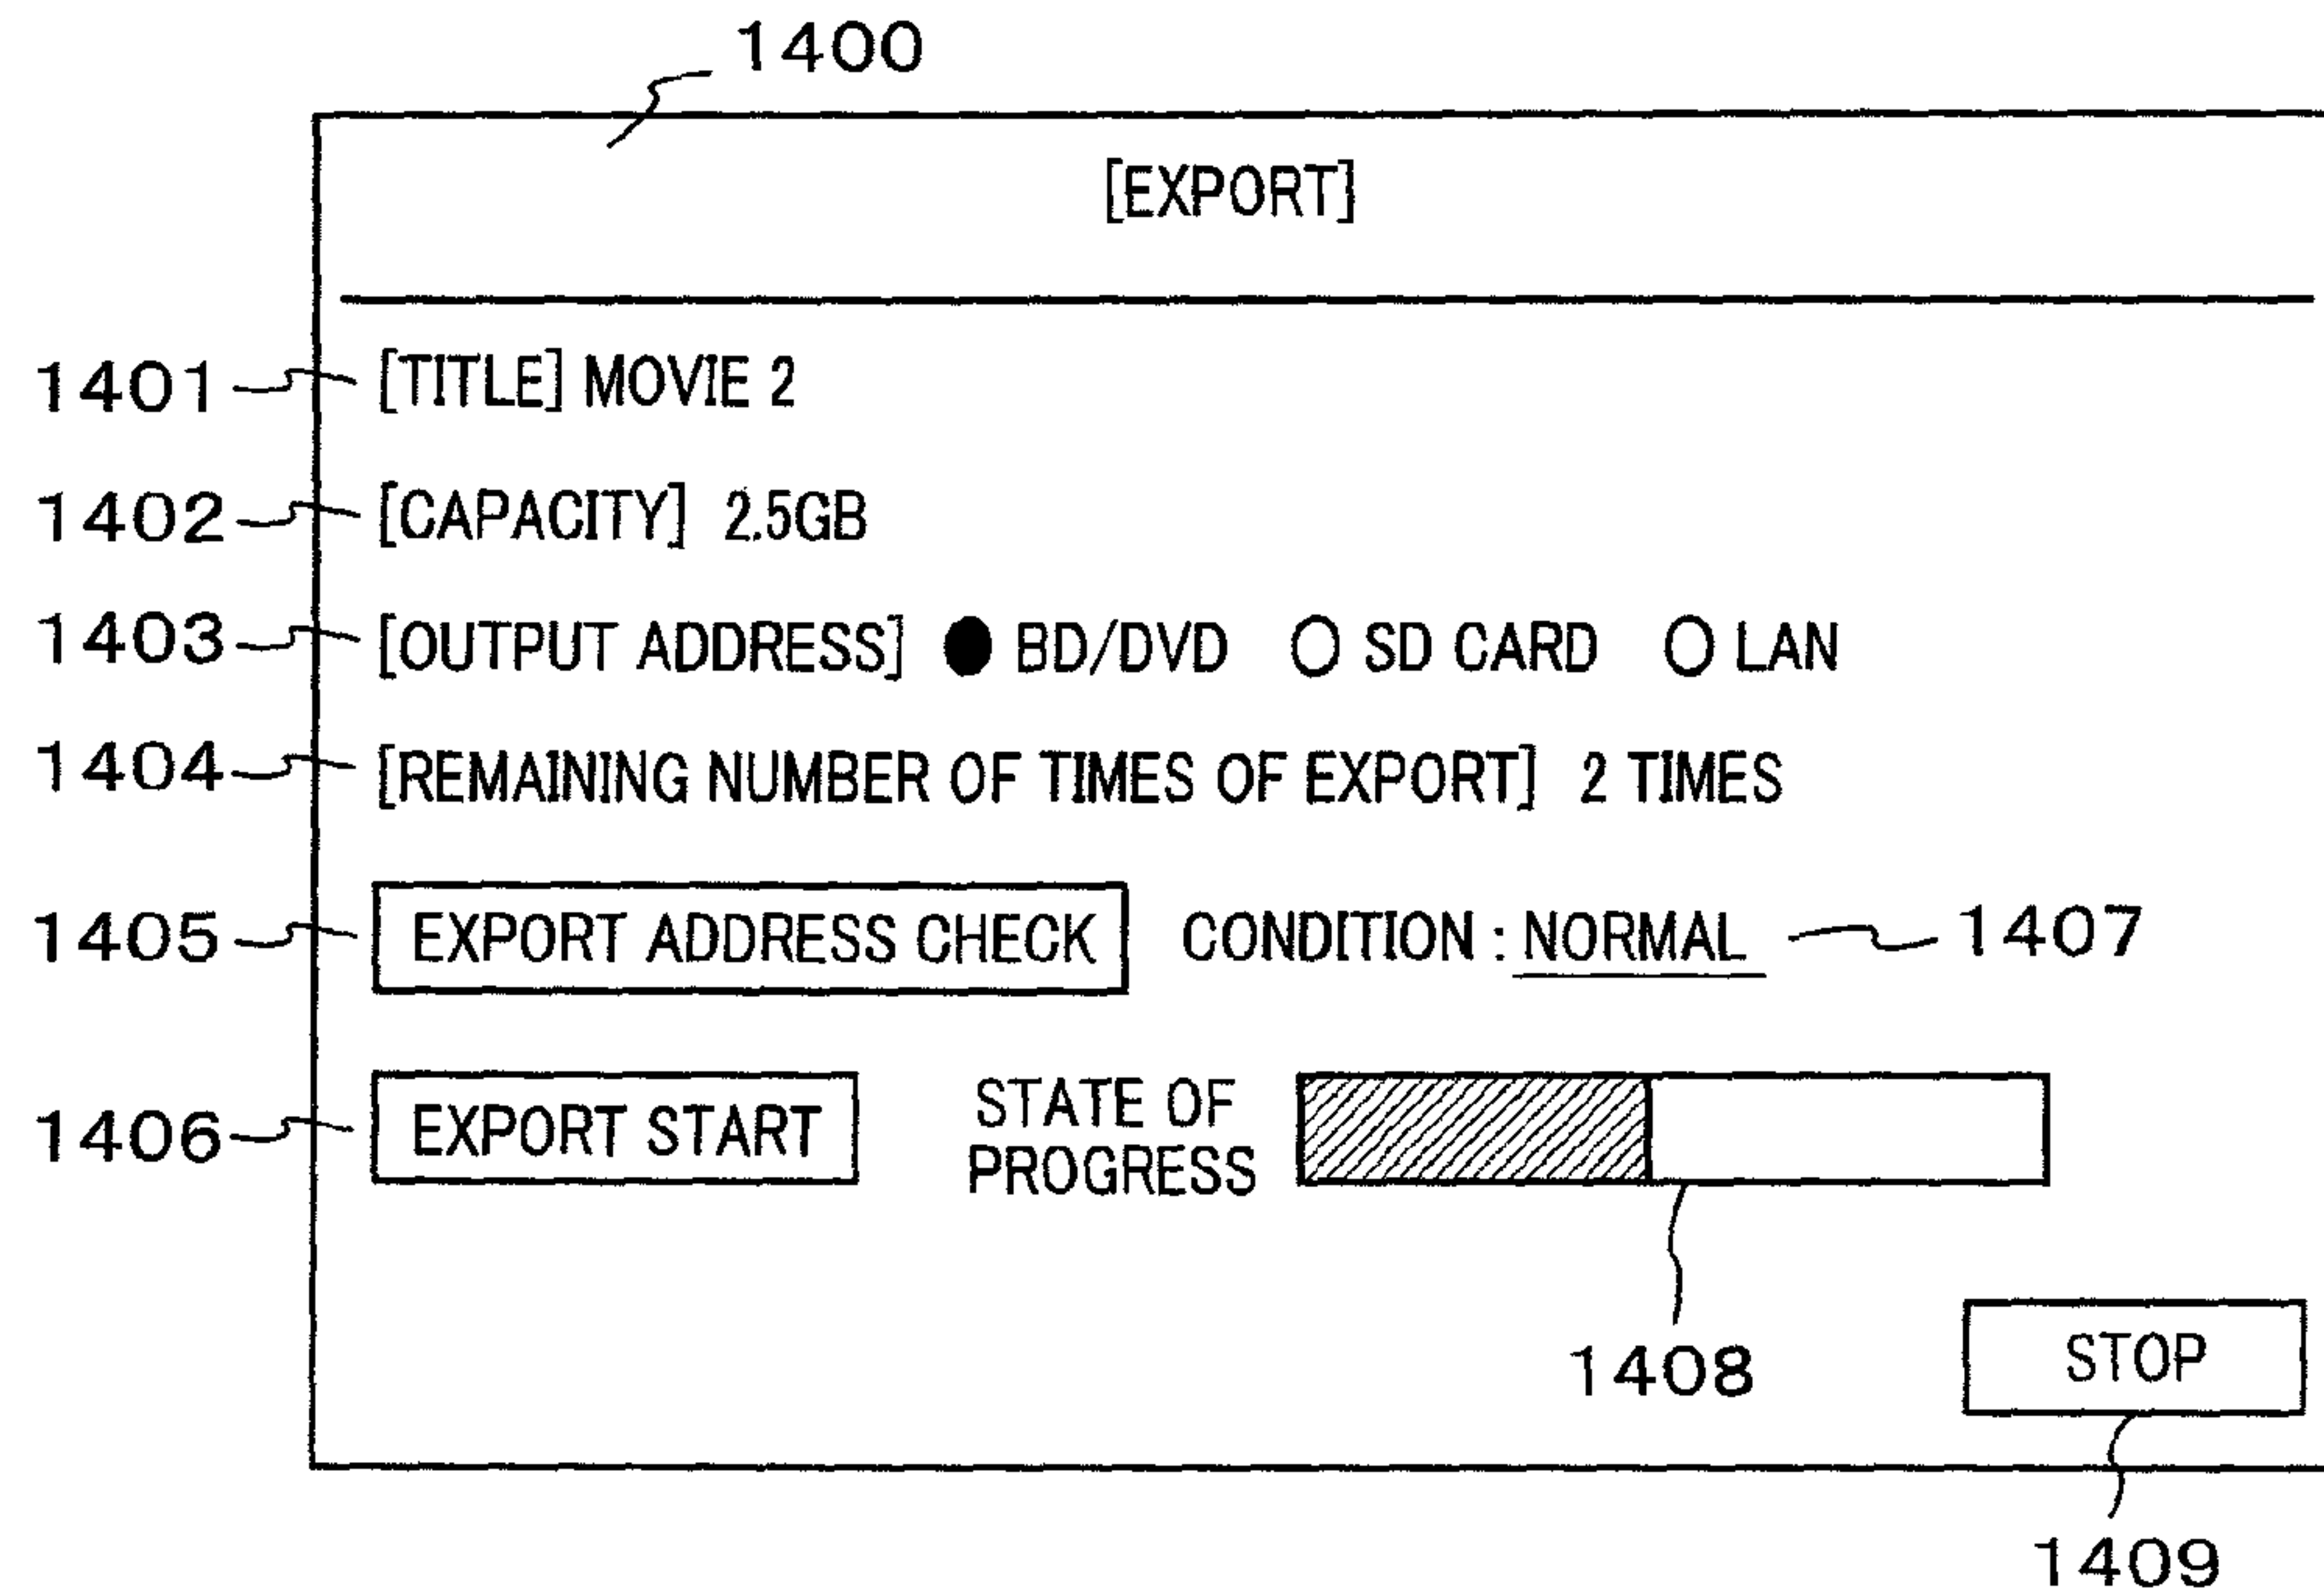 1400
[EXPORT]
1401 [TITLE] MOVIE 2
1402 [CAPACITY] 2.5GB
1403 [OUTPUT ADDRESS] BD/DVD SD CARD LAN
1404 [REMAINING NUMBER OF TIMES OF EXPORT] 2 TIMES
1405 EXPORT ADDRESS CHECK CONDITION : NORMAL 1407
1406 EXPORT START STATE OF
PROGRESS
1408
STOP
1409